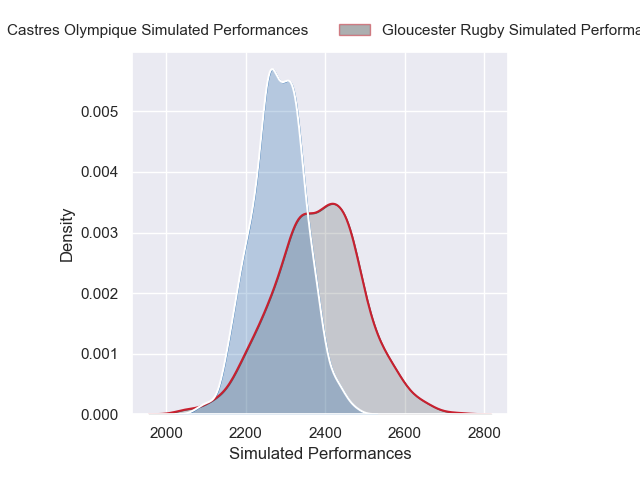 Castres Olympique Simulated Performances
Gloucester Rugby Simulated
0.005
0.004
0.003
0.002
0.001
0.000
Density
2000 2200 2400 2600 2800
Simulated Performances